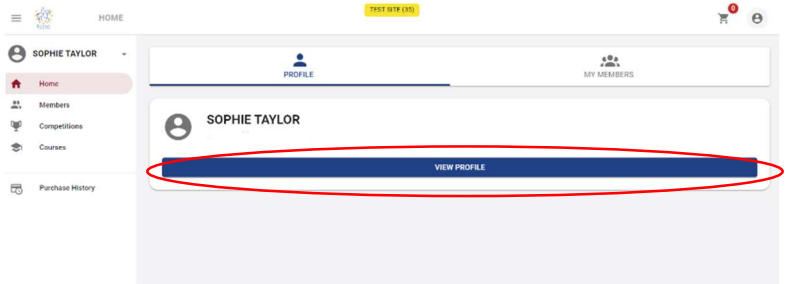 HOME
TEST SITE (35)
0
SOPHIE TAYLOR
Home
Members
Competitions
Courses
Purchase History
PROFILE
MY MEMBERS
SOPHIE TAYLOR
VIEW PROFILE